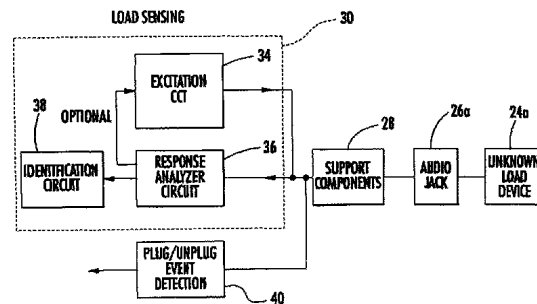 LOAD SENSING
30
34
EXCITATION
CCT
38
OPTIONAL
36
28
26a
24a
IDENTIFICATION
CIRCUIT
RESPONSE
ANALYZER
CIRCUIT
SUPPORT
COMPONENTS
AUDIO
JACK
UNKNOWN
LOAD
DEVICE
PLUG/UNPLUG
EVENT
DETECTION
40